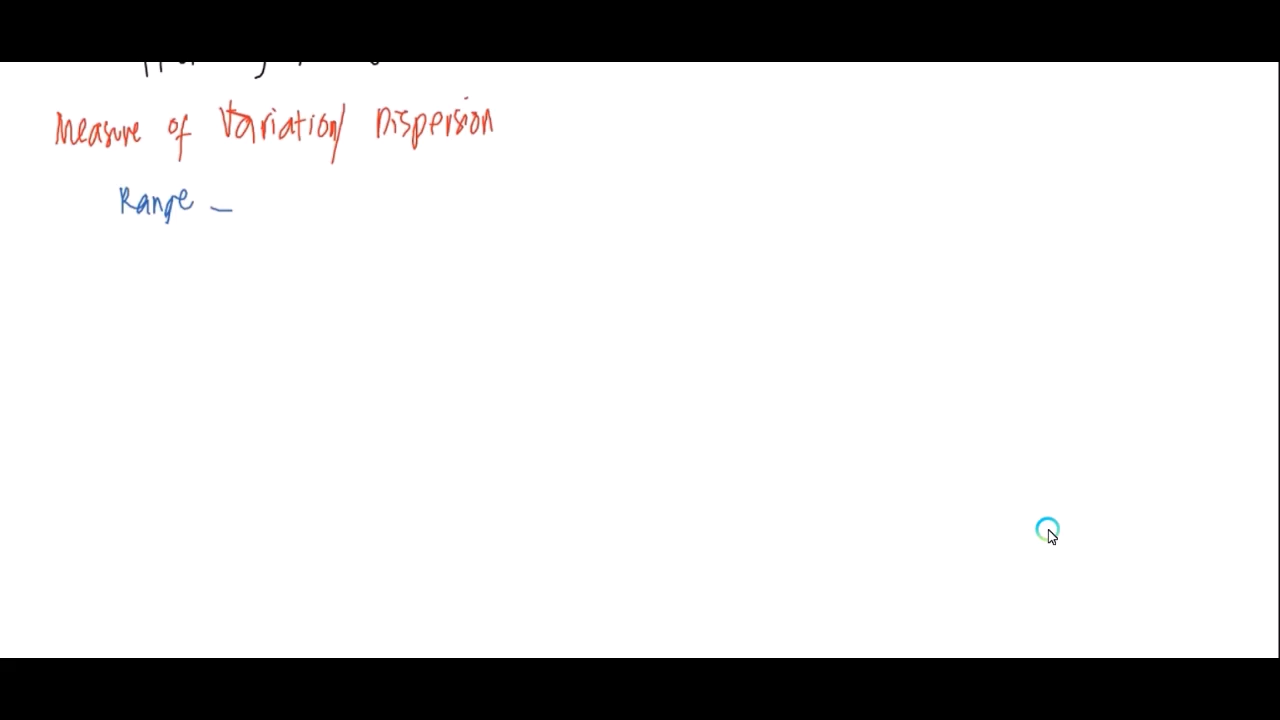 Measure of Variation/ Dispersion
Range –